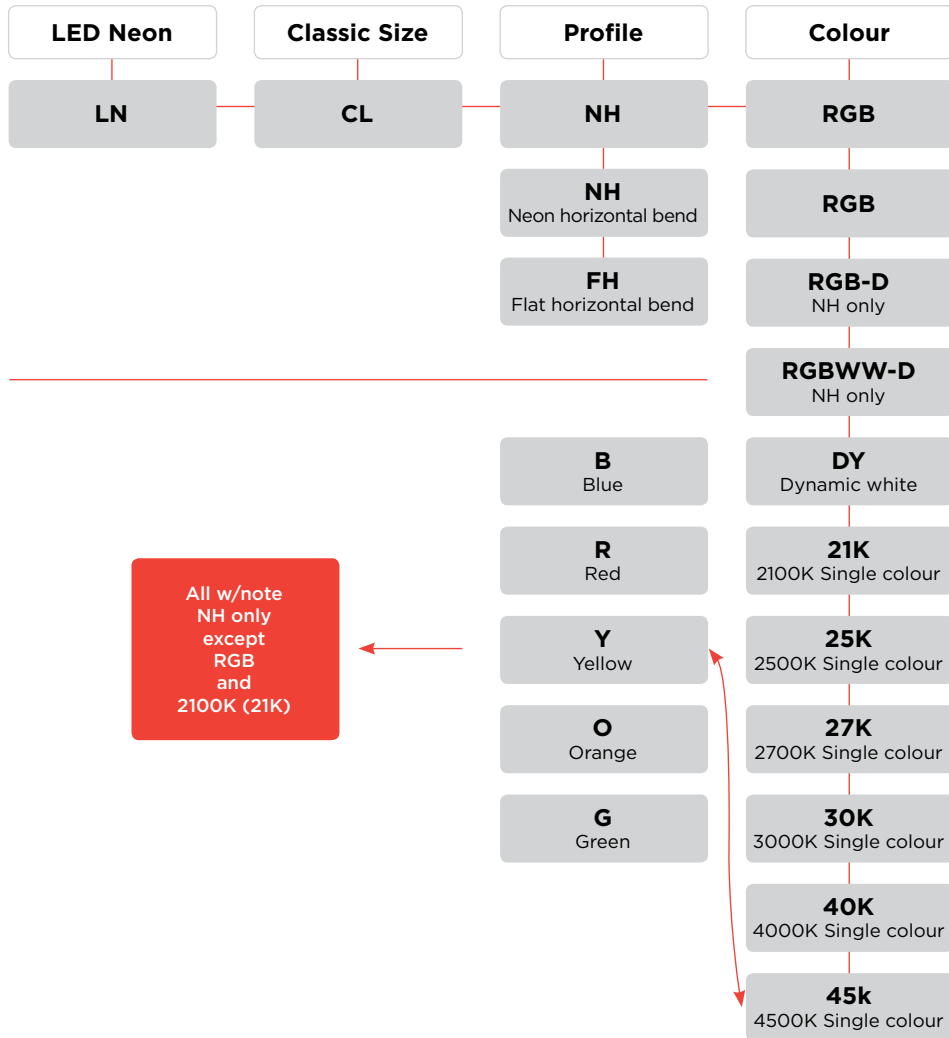 LED Neon
Classic Size
Profile
Colour
LN
CL
NH
RGB
NH
Neon horizontal bend
FH
Flat horizontal bend
RGB
RGB-D
NH only
RGBWW-D
NH only
DY
Dynamic white
21K
2100K Single colour
25K
2500K Single colour
27K
2700K Single colour
30K
3000K Single colour
40K
4000K Single colour
45k
4500K Single colour
B
Blue
R
Red
Y
Yellow
O
Orange
G
Green
All w/note
NH only
except
RGB
and
2100K (21K)